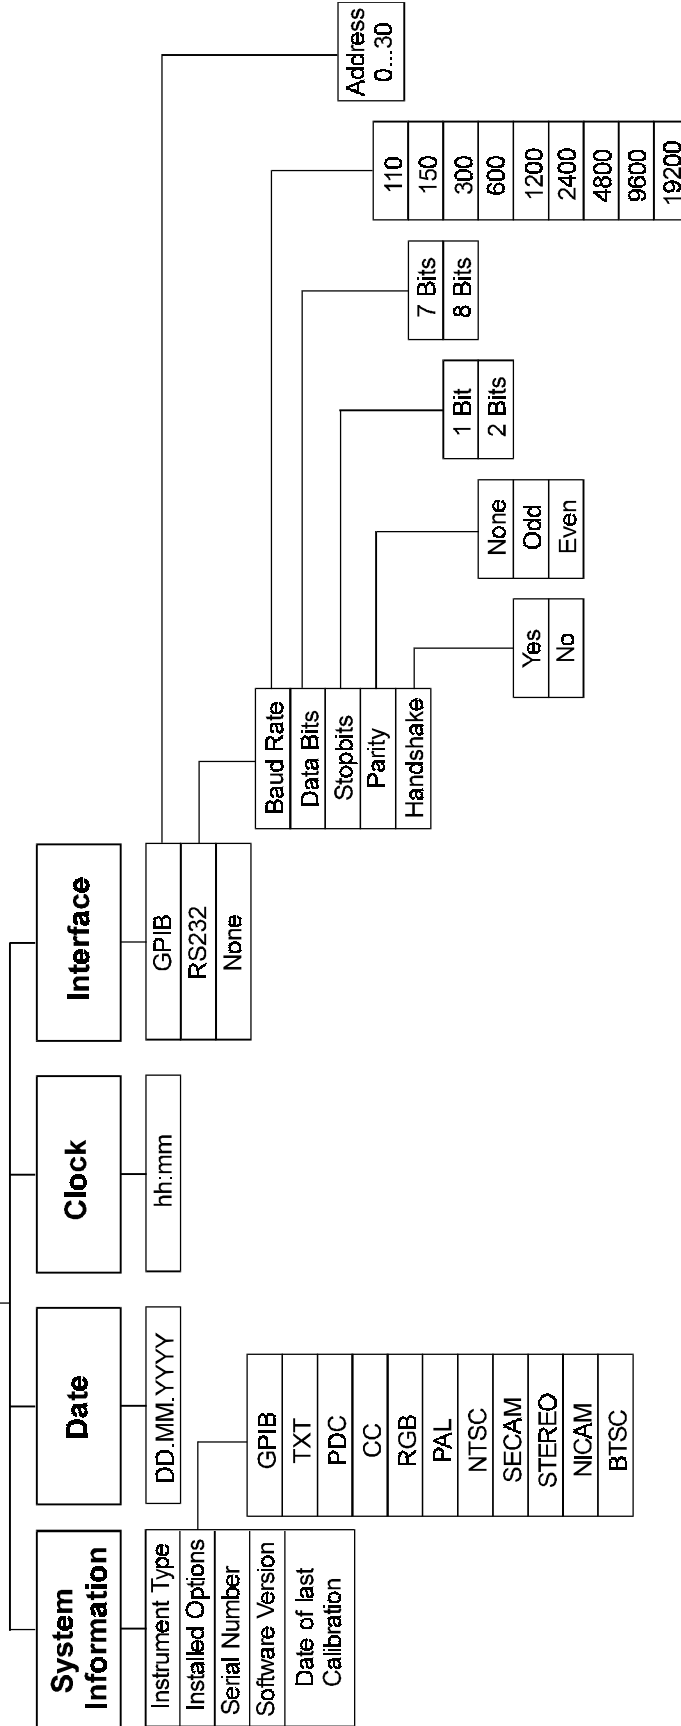 System
Information
Instrument Type
Installed Options
Serial Number
Software Version
Date of last
Calibration
GPIB
TXT
PDC
CC
RGB
PAL
NTSC
SECAM
STEREO
NICAM
BTSC
Date
DD.MM.YYYY
Clock
hh:mm
Interface
GPIB
RS232
None
Baud Rate
Data Bits
Stopbits
Parity
Handshake
Yes
No
None
Odd
Even
1 Bit
2 Bits
7 Bits
8 Bits
110
150
300
600
1200
2400
4800
9600
19200
Address
0...30